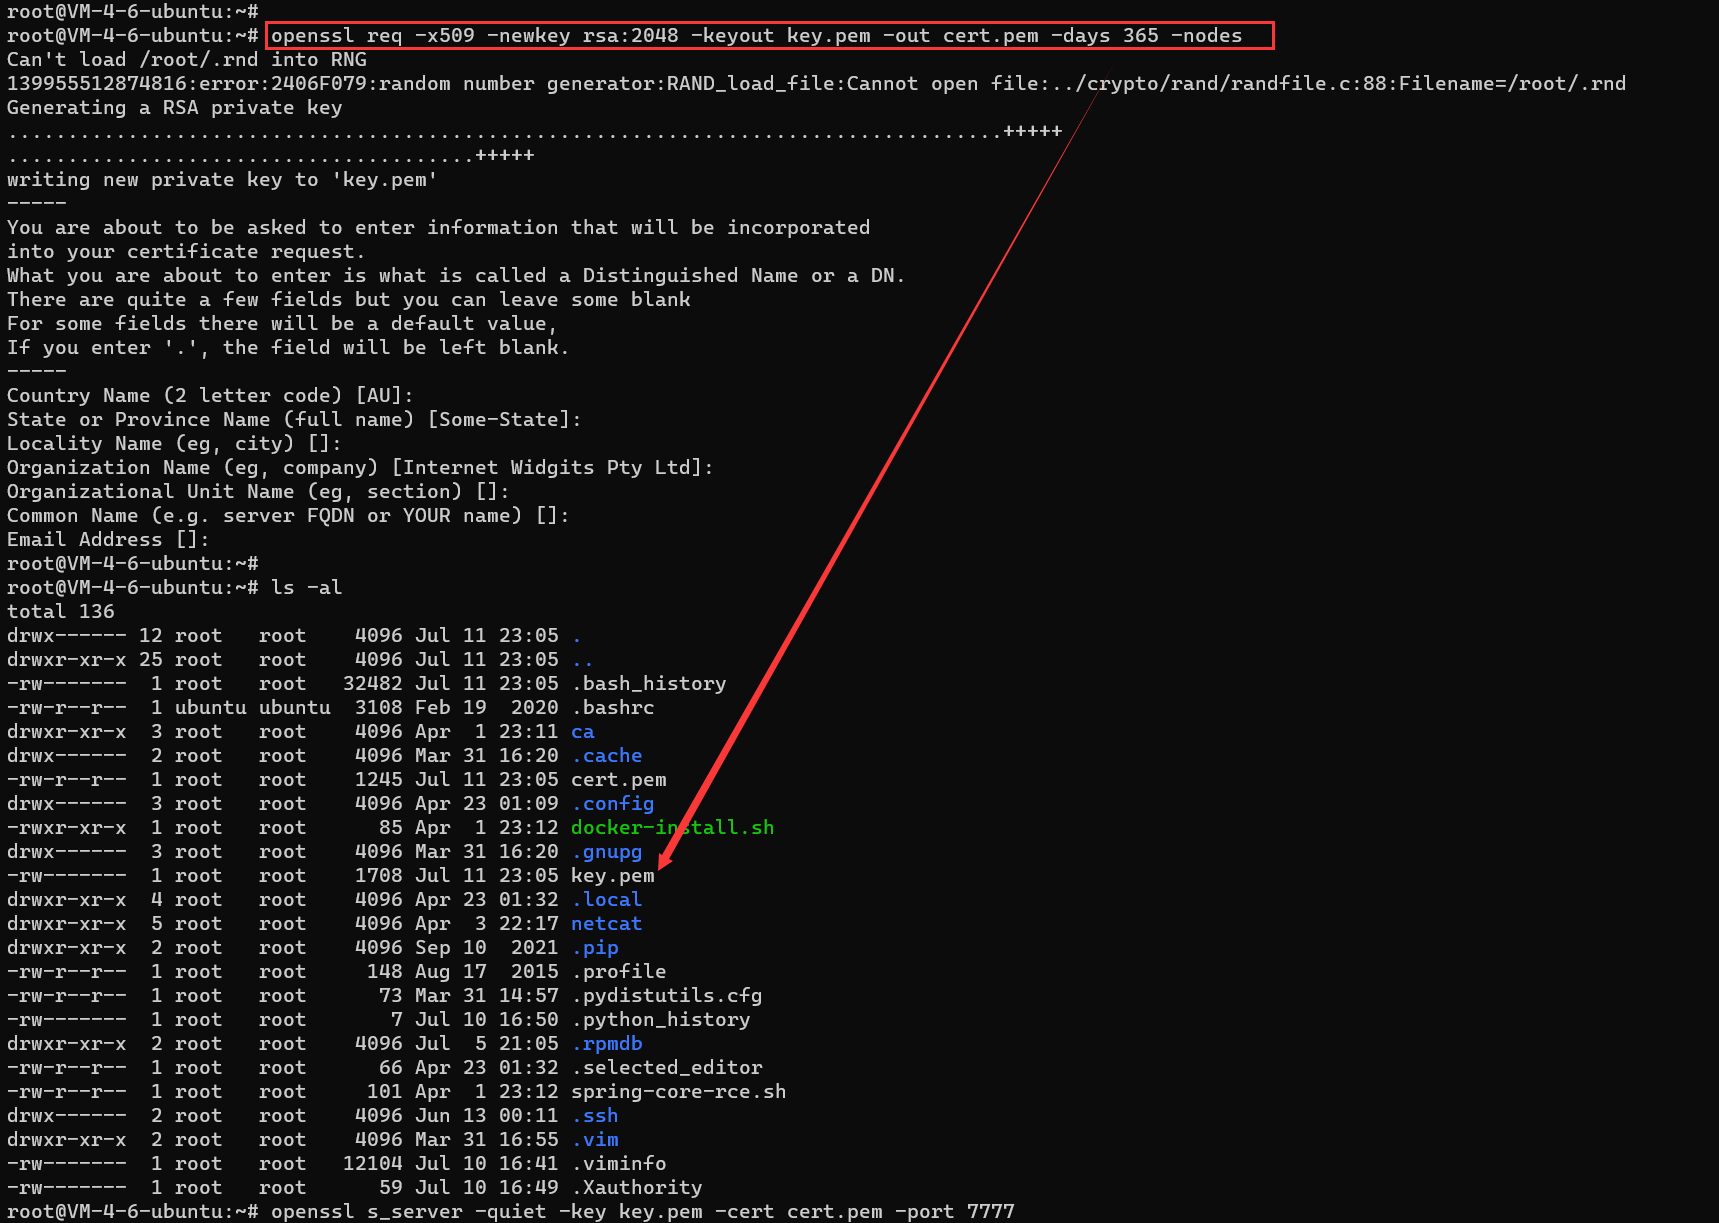 root@VM-4-6-ubuntu:~#
root@VM-4-6-ubuntu:~# openssl req -x509 -newkey rsa:2048 -keyout key.pem -out cert.pem -days 365 -nodes
Can't load /root/.rnd into RNG
139955512874816:error:2406F079:random number generator:RAND_load_file:Cannot open file:../crypto/rand/randfile.c:88:Filename=/root/.rnd
Generating a RSA private key
...................................................................................+++++
.......................................+++++
writing new private key to 'key.pem'
-----
You are about to be asked to enter information that will be incorporated
into your certificate request.
What you are about to enter is what is called a Distinguished Name or a DN.
There are quite a few fields but you can leave some blank
For some fields there will be a default value,
If you enter '.', the field will be left blank.
-----
Country Name (2 letter code) [AU]:
State or Province Name (full name) [Some-State]:
Locality Name (eg, city) []:
Organization Name (eg, company) [Internet Widgits Pty Ltd]:
Organizational Unit Name (eg, section) []:
Common Name (e.g. server FQDN or YOUR name) []:
Email Address []:
root@VM-4-6-ubuntu:~#
root@VM-4-6-ubuntu:~# ls -al
total 136
drwx------ 12 root   root    4096 Jul 11 23:05 .
drwxr-xr-x 25 root   root    4096 Jul 11 23:05 ..
-rw-------  1 root   root   32482 Jul 11 23:05 .bash_history
-rw-r--r--  1 ubuntu ubuntu  3108 Feb 19  2020 .bashrc
drwxr-xr-x  3 root   root    4096 Apr  1 23:11 ca
drwx------  2 root   root    4096 Mar 31 16:20 .cache
-rw-r--r--  1 root   root    1245 Jul 11 23:05 cert.pem
drwx------  3 root   root    4096 Apr 23 01:09 .config
-rwxr-xr-x  1 root   root      85 Apr  1 23:12 docker-install.sh
drwx------  3 root   root    4096 Mar 31 16:20 .gnupg
-rw-------  1 root   root    1708 Jul 11 23:05 key.pem
drwxr-xr-x  4 root   root    4096 Apr 23 01:32 .local
drwxr-xr-x  5 root   root    4096 Apr  3 22:17 netcat
drwxr-xr-x  2 root   root    4096 Sep 10  2021 .pip
-rw-r--r--  1 root   root     148 Aug 17  2015 .profile
-rw-r--r--  1 root   root      73 Mar 31 14:57 .pydistutils.cfg
-rw-------  1 root   root       7 Jul 10 16:50 .python_history
drwxr-xr-x  2 root   root    4096 Jul  5 21:05 .rpmdb
-rw-r--r--  1 root   root      66 Apr 23 01:32 .selected_editor
-rw-r--r--  1 root   root     101 Apr  1 23:12 spring-core-rce.sh
drwx------  2 root   root    4096 Jun 13 00:11 .ssh
drwxr-xr-x  2 root   root    4096 Mar 31 16:55 .vim
-rw-------  1 root   root   12104 Jul 10 16:41 .viminfo
-rw-------  1 root   root      59 Jul 10 16:49 .Xauthority
root@VM-4-6-ubuntu:~# openssl s_server -quiet -key key.pem -cert cert.pem -port 7777